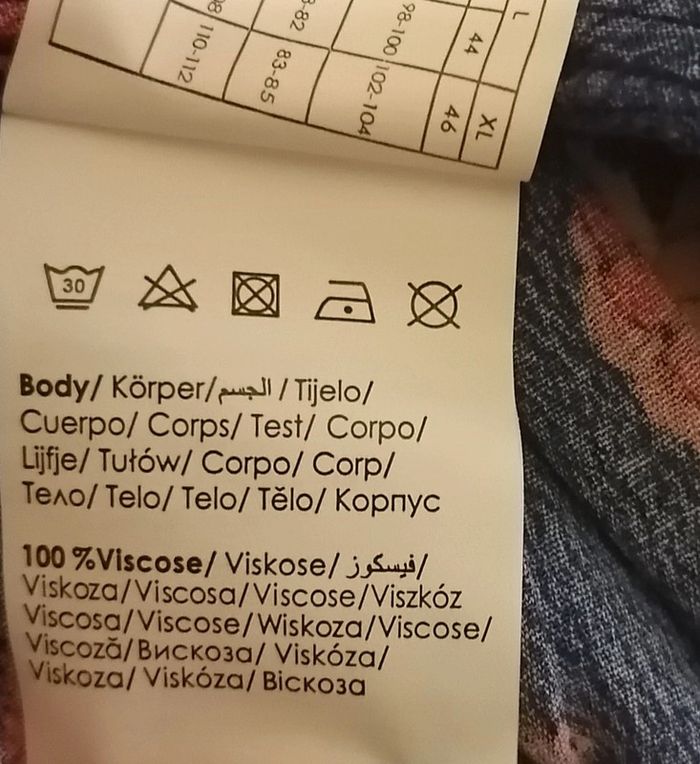 L
44
98-100
XL
46
102-104
83-85
110-112
30
Body/ Körper/الجسم/ Tijelo/
Cuerpo/ Corps/ Test/ Corpo/
Lijfje/ Tułów/ Corpo/ Corp/
Тело/ Telo/ Telo/ Tělo/ Корпус
100 %Viscose/ Viskose/ فيسكوز/
Viskoza/Viscosa/Viscose/Viszkóz
Viscosa/Viscose/Wiskoza/Viscose/
Viscoză/Вискоза/ Viskóza/
Viskoza/ Viskóza/ Віскоза